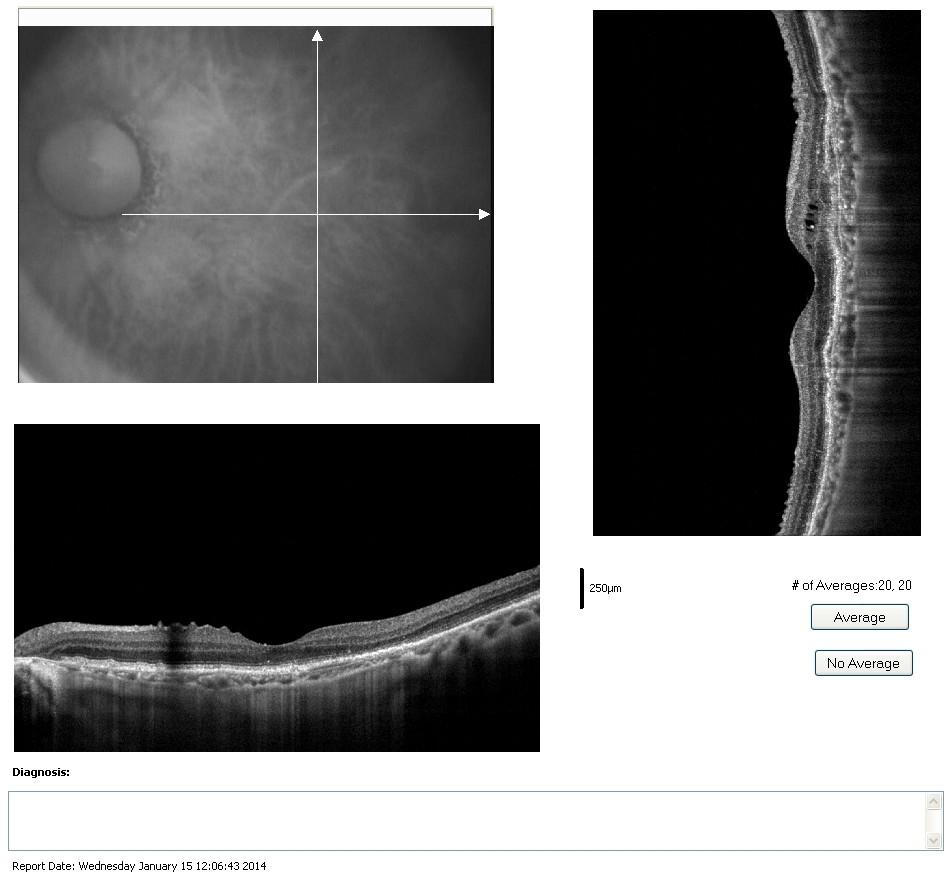 250µm
# of Averages:20, 20
Average
No Average
Diagnosis:
Report Date: Wednesday January 15 12:06:43 2014